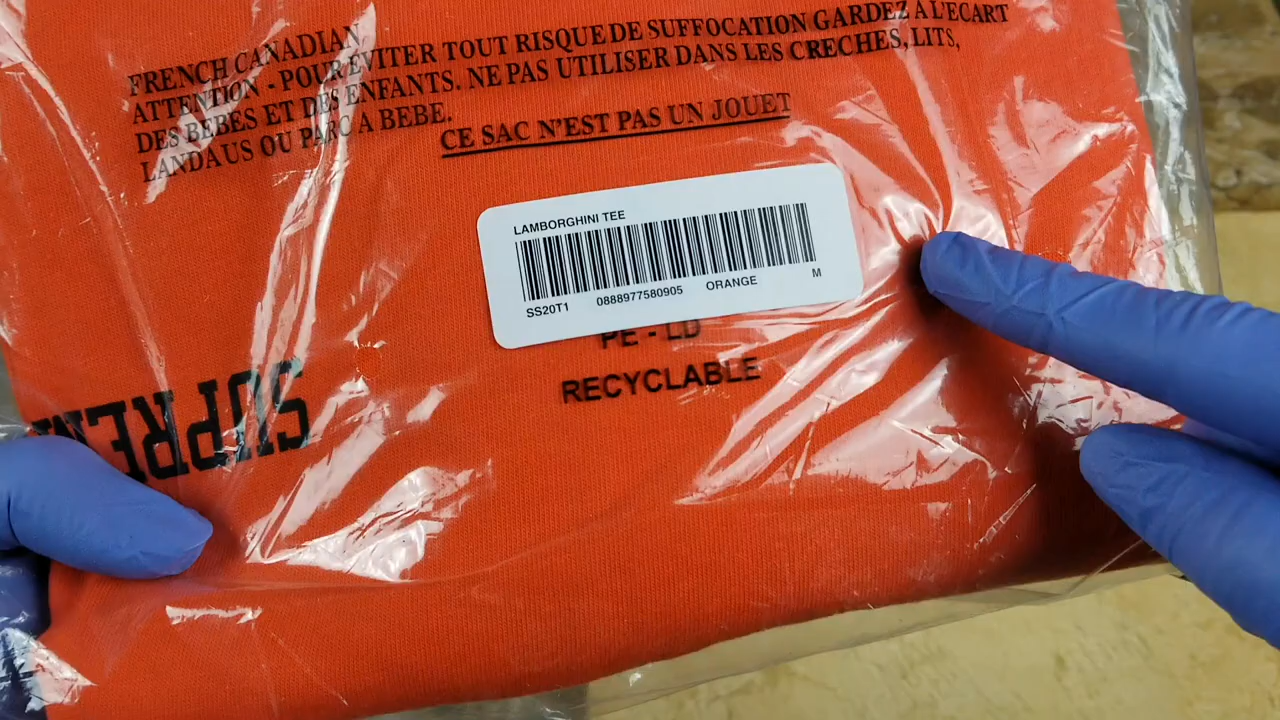 FRENCH CANADIAN
ATTENTION - POUR EVITER TOUT RISQUE DE SUFFOCATION GARDEZ A L'ECART
DES BEBES ET DES ENFANTS. NE PAS UTILISER DANS LES CRECHES, LITS,
LANDAUS OU PARC A BEBE.
CE SAC N'EST PAS UN JOUET
LAMBORGHINI TEE
SS20T1 0888977580905 ORANGE M
PE - LD
RECYCLABLE
SUPREM